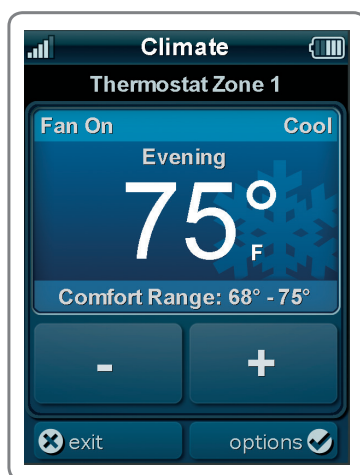 Climate
Thermostat Zone 1
Fan On Cool
Evening
75°
F
Comfort Range: 68° - 75°
- +
exit options